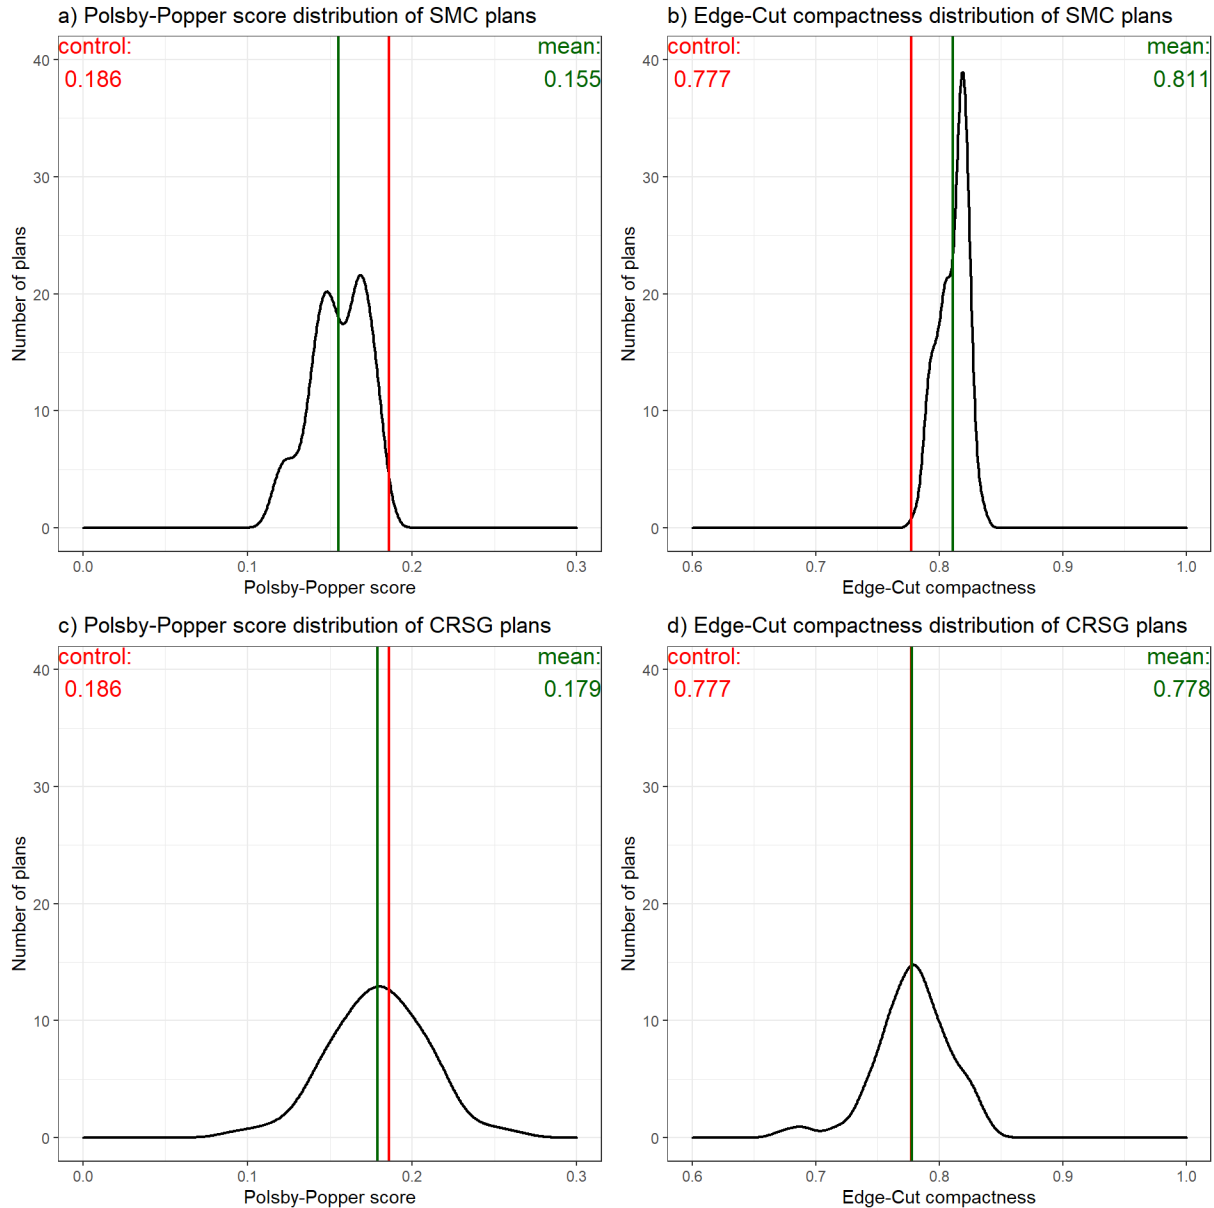 a) Polsby-Popper score distribution of SMC plans
control:
0.186
mean:
0.155
40
30
20
10
0
Number of plans
0.0
0.1
0.2
0.3
Polsby-Popper score
b) Edge-Cut compactness distribution of SMC plans
control:
0.777
mean:
0.811
40
30
20
10
0
Number of plans
0.6
0.7
0.8
0.9
1.0
Edge-Cut compactness
c) Polsby-Popper score distribution of CRSG plans
control:
0.186
mean:
0.179
40
30
20
10
0
Number of plans
0.0
0.1
0.2
0.3
Polsby-Popper score
d) Edge-Cut compactness distribution of CRSG plans
control:
0.777
mean:
0.778
40
30
20
10
0
Number of plans
0.6
0.7
0.8
0.9
1.0
Edge-Cut compactness